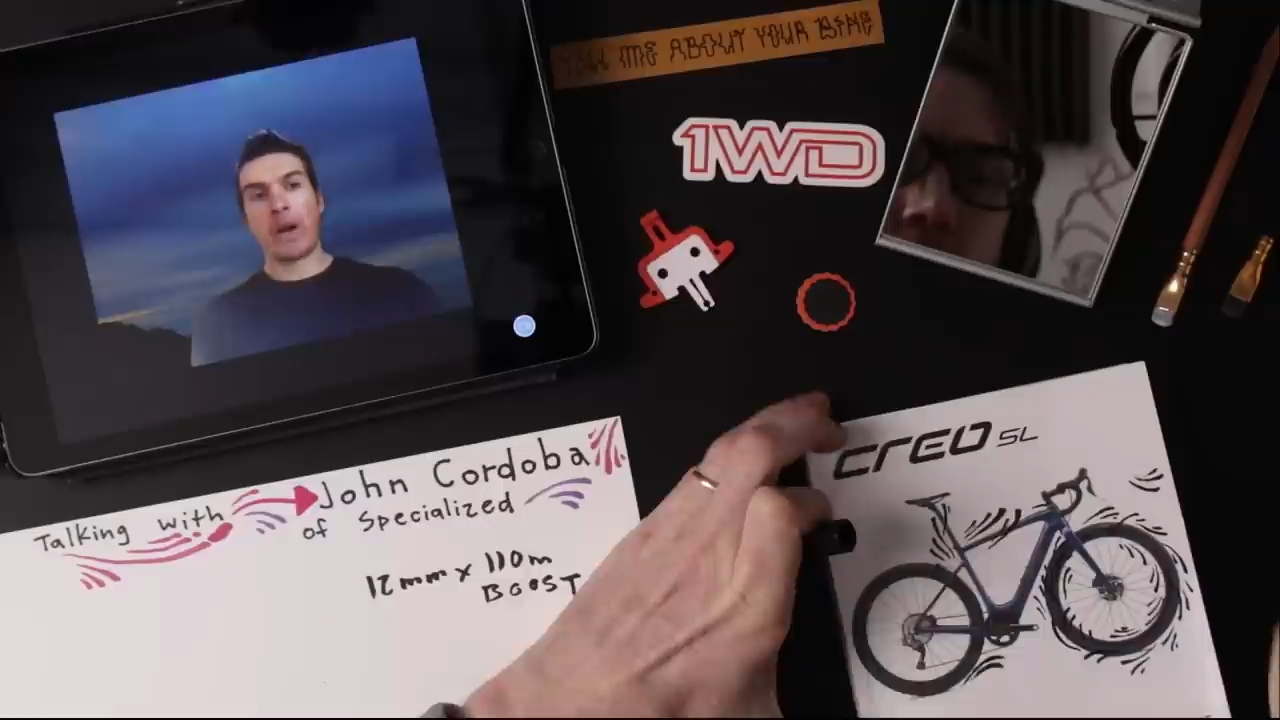 TELL ME ABOUT YOUR BIKE
1WD
CREO SL
Talking with John Cordoba
of Specialized
12mm x 110m
BOOST